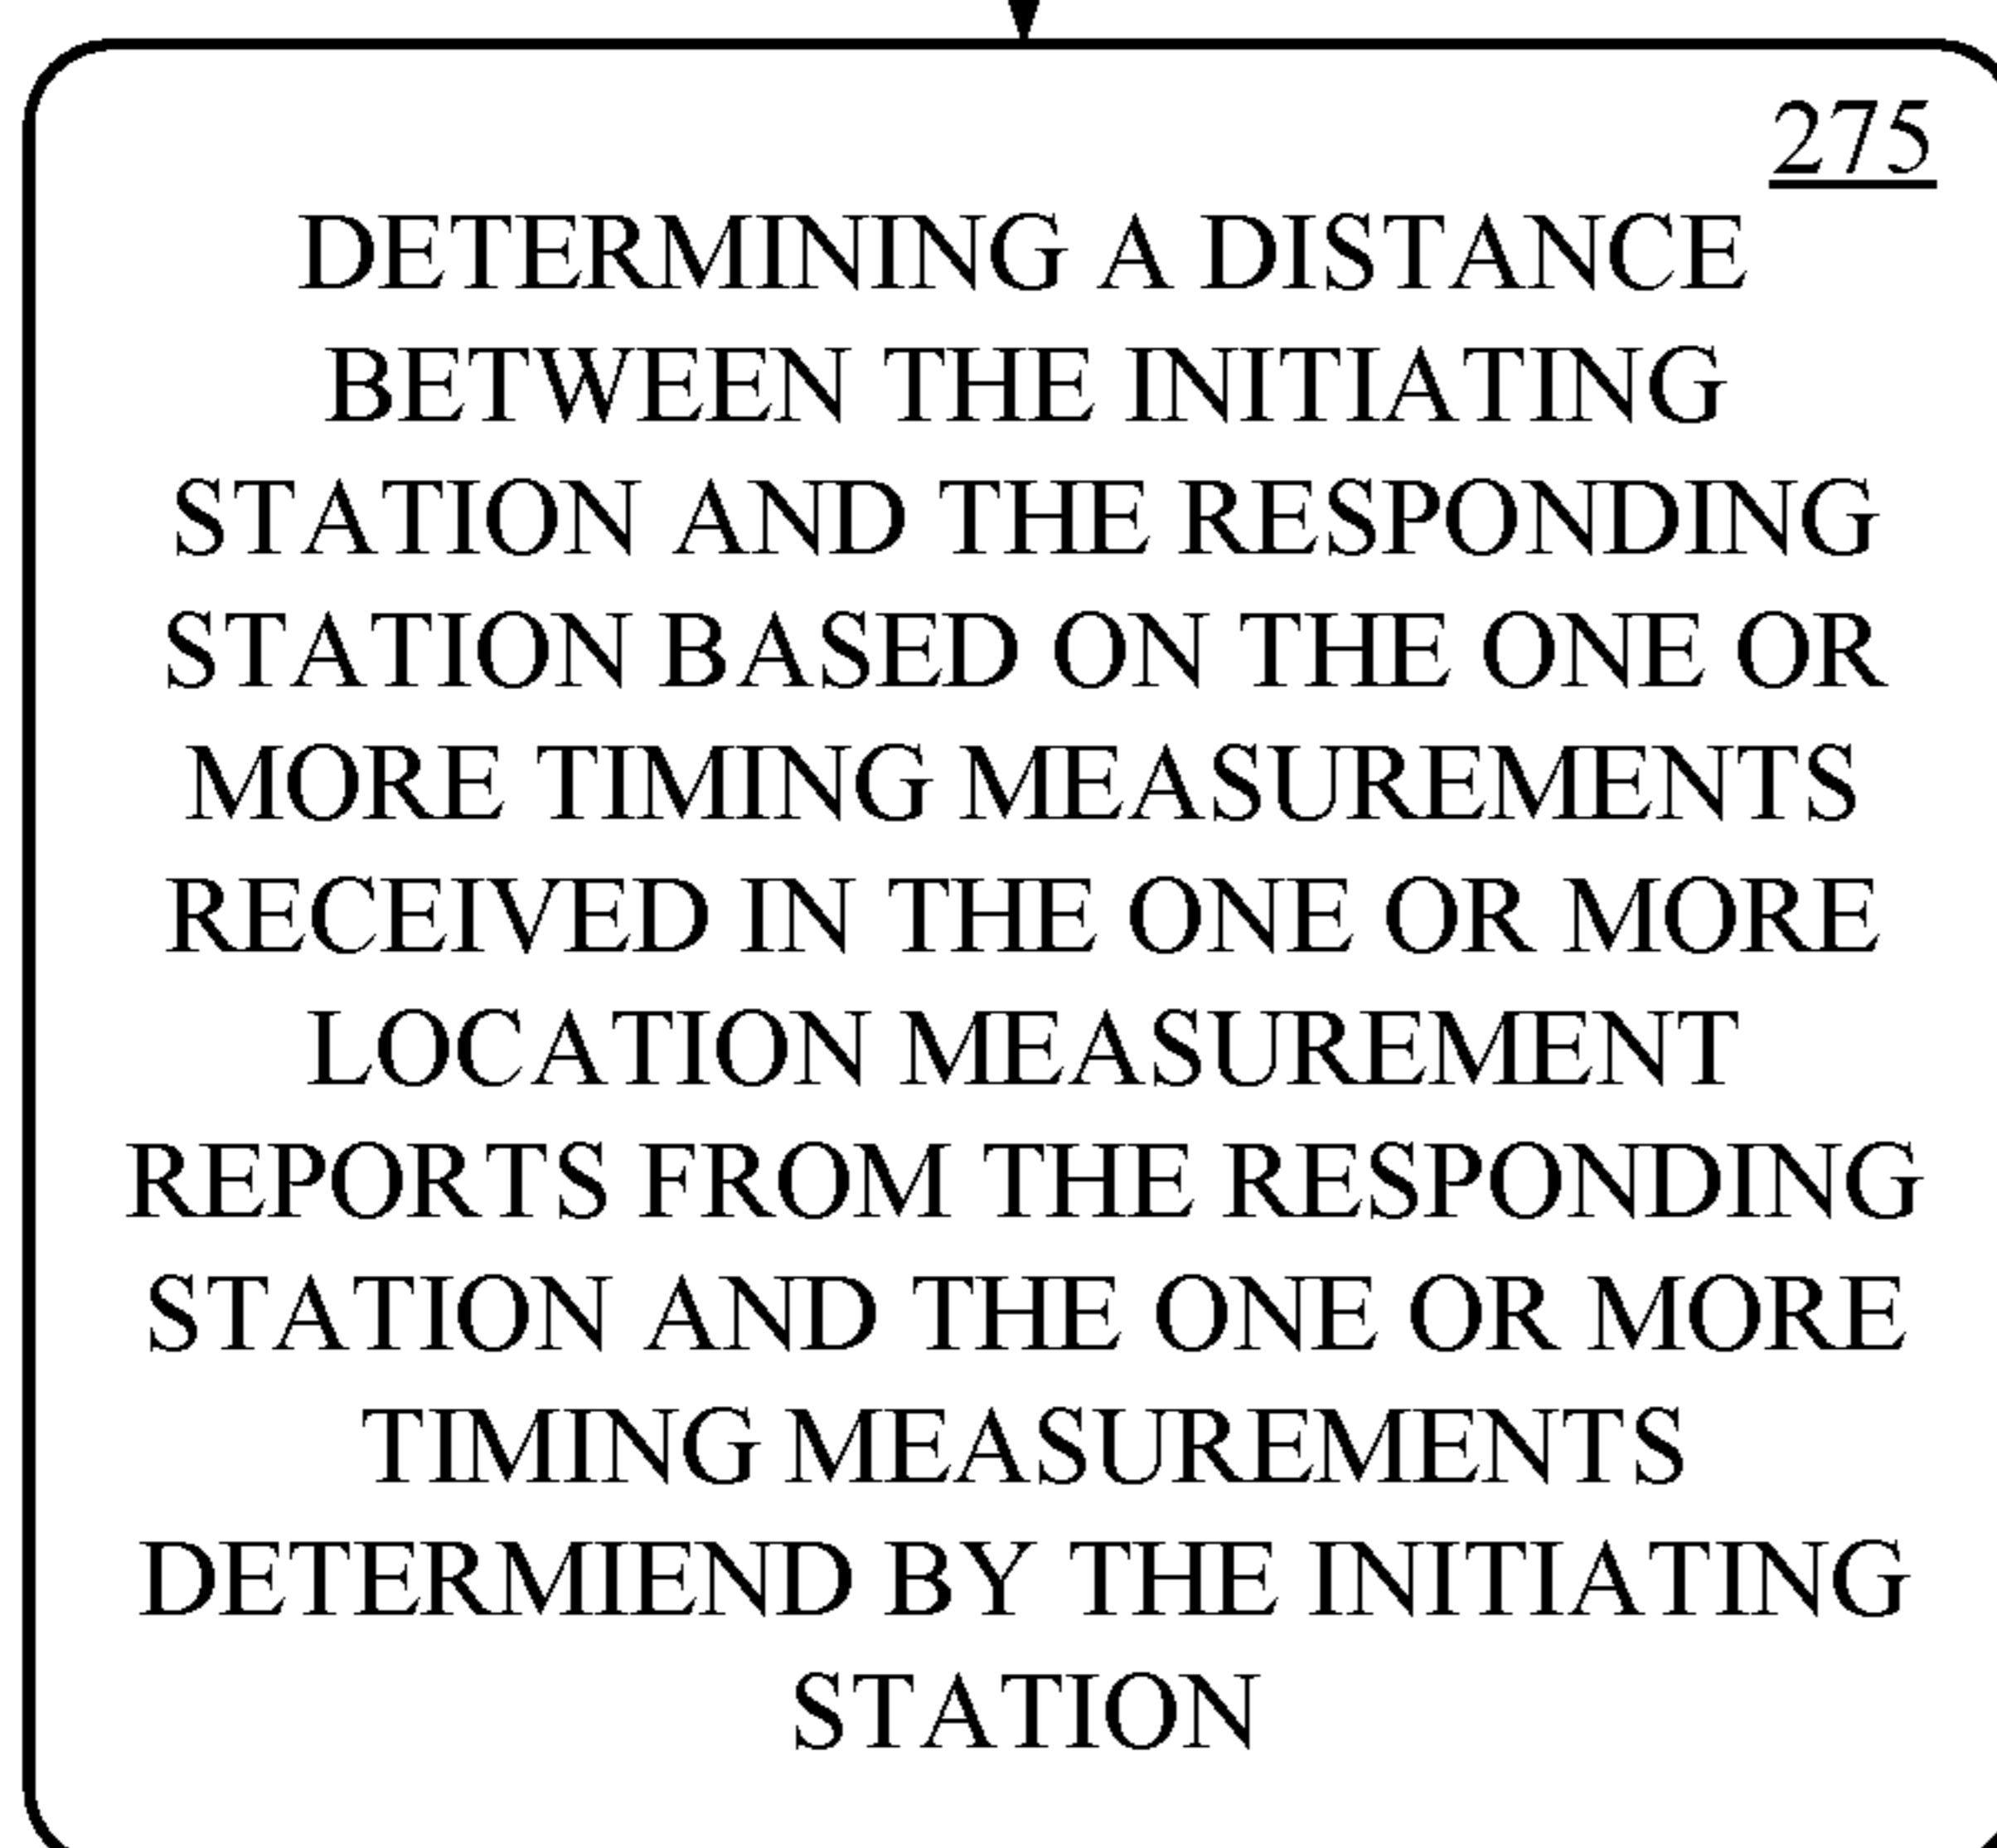 275
DETERMINING A DISTANCE
BETWEEN THE INITIATING
STATION AND THE RESPONDING
STATION BASED ON THE ONE OR
MORE TIMING MEASUREMENTS
RECEIVED IN THE ONE OR MORE
LOCATION MEASUREMENT
REPORTS FROM THE RESPONDING
STATION AND THE ONE OR MORE
TIMING MEASUREMENTS
DETERMIEND BY THE INITIATING
STATION